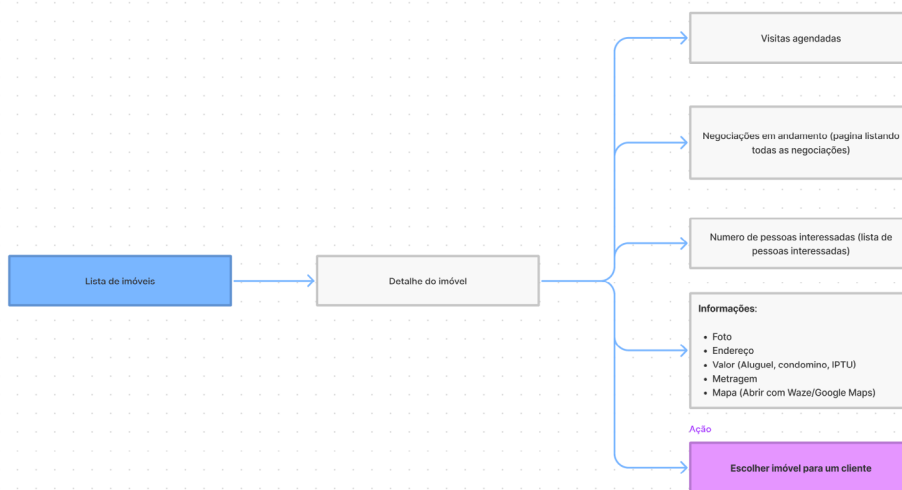 Visitas agendadas
Negociações em andamento (pagina listando
todas as negociações)
Numero de pessoas interessadas (lista de
pessoas interessadas)
Lista de imóveis
Detalhe do imóvel
Informações:
• Foto
• Endereço
• Valor (Aluguel, condomino, IPTU)
• Metragem
• Mapa (Abrir com Waze/Google Maps)
Ação
Escolher imóvel para um cliente